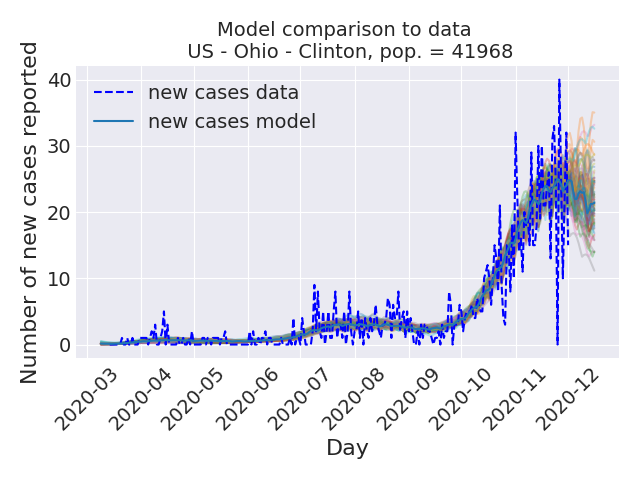 Model comparison to data
US - Ohio - Clinton, pop. = 41968
Number of new cases reported
40
30
20
10
0
new cases data
new cases model
2020-03
2020-04
2020-05
2020-06
2020-07
2020-08
2020-09
2020-10
2020-11
2020-12
Day